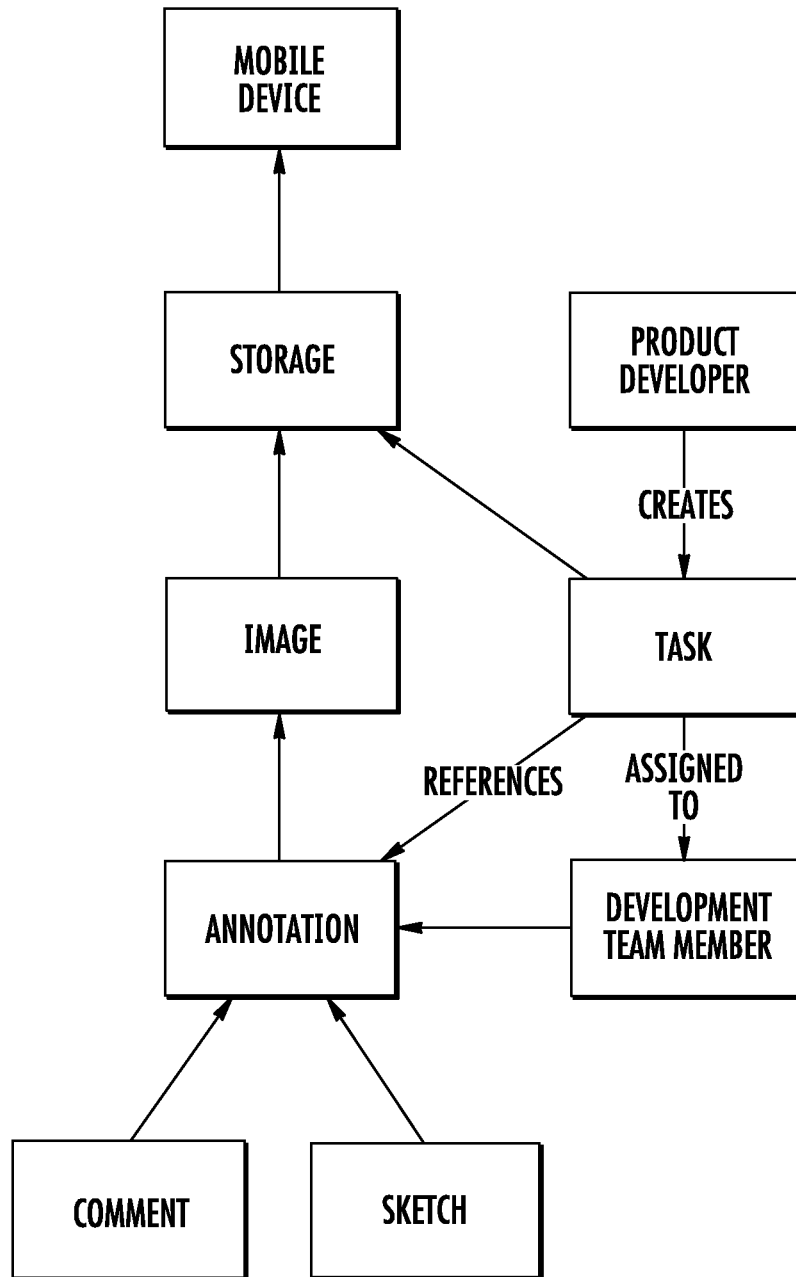 MOBILE
DEVICE
STORAGE
PRODUCT
DEVELOPER
CREATES
IMAGE
TASK
REFERENCES
ASSIGNED
TO
ANNOTATION
DEVELOPMENT
TEAM MEMBER
COMMENT
SKETCH